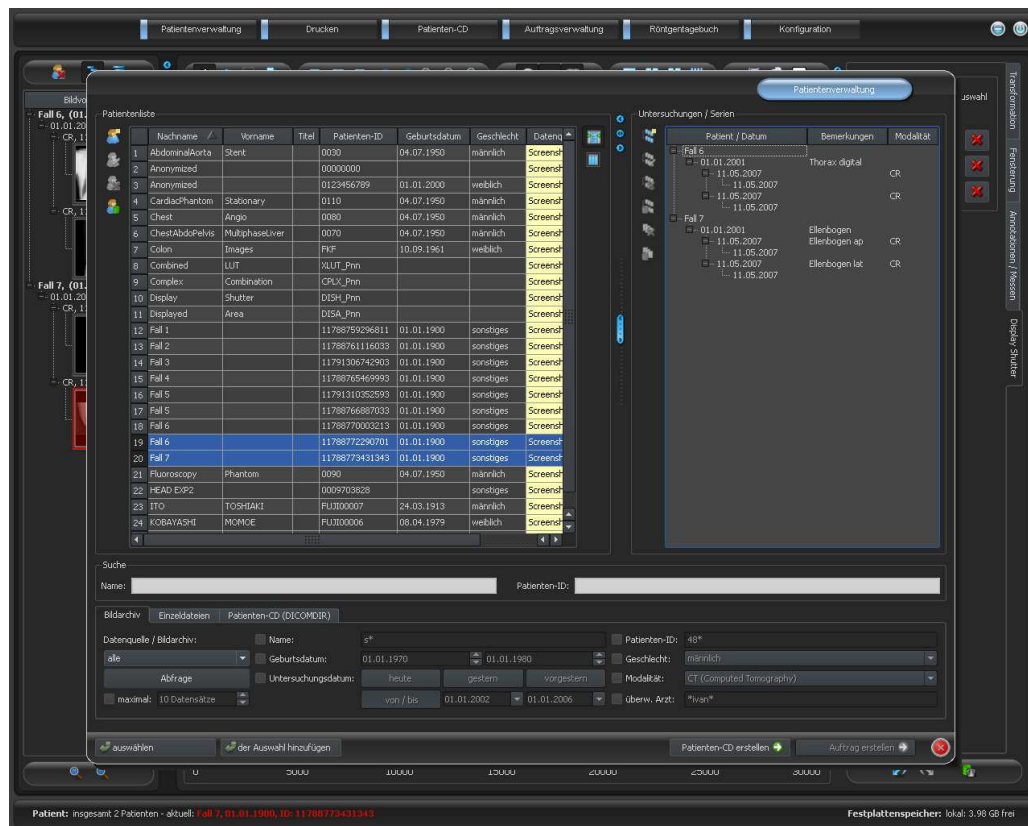 Patientenverwaltung Drucken Patienten-CD Auftragsverwaltung Röntgentagebuch Konfiguration
Patientenverwaltung
Bildvo
Fall 6, (01.
01.01.20
CR, 1
CR, 1
Fall 7, (01.
01.01.20
CR, 1
CR, 1
Patientenliste
Nachname Vorname Titel Patienten-ID Geburtsdatum Geschlecht Datenq
1 AbdominalAorta Stent 0030 04.07.1950 männlich Screensh
2 Anonymized 00000000 Screensh
3 Anonymized 0123456789 01.01.2000 weiblich Screensh
4 CardiacPhantom Stationary 0110 04.07.1950 männlich Screensh
5 Chest Angio 0080 04.07.1950 männlich Screensh
6 ChestAbdoPelvis MultiphaseLiver 0070 04.07.1950 männlich Screensh
7 Colon Images FKF 10.09.1961 weiblich Screensh
8 Combined LUT XLUT_Pnn Screensh
9 Complex Combination CPLX_Pnn Screensh
10 Display Shutter DISH_Pnn Screensh
11 Displayed Area DISA_Pnn Screensh
12 Fall 1 11788759296811 01.01.1900 sonstiges Screensh
13 Fall 2 11788761116033 01.01.1900 sonstiges Screensh
14 Fall 3 11791306742903 01.01.1900 sonstiges Screensh
15 Fall 4 11788765469993 01.01.1900 sonstiges Screensh
16 Fall 5 11791310352593 01.01.1900 sonstiges Screensh
17 Fall 5 11788766887033 01.01.1900 sonstiges Screensh
18 Fall 6 11788770003213 01.01.1900 sonstiges Screensh
19 Fall 6 11788772290701 01.01.1900 sonstiges Screensh
20 Fall 7 11788773431343 01.01.1900 sonstiges Screensh
21 Fluoroscopy Phantom 0090 04.07.1950 männlich Screensh
22 HEAD EXP2 0009703828 sonstiges Screensh
23 ITO TOSHIAKI FUJI00007 24.03.1913 männlich Screensh
24 KOBAYASHI MOMOE FUJI00006 08.04.1979 weiblich Screensh
Untersuchungen / Serien
Patient / Datum Bemerkungen Modalität
Fall 6
01.01.2001 Thorax digital
11.05.2007 CR
11.05.2007
11.05.2007 CR
11.05.2007
Fall 7
01.01.2001 Ellenbogen
11.05.2007 Ellenbogen ap CR
11.05.2007
11.05.2007 Ellenbogen lat CR
11.05.2007
uswahl
Transformation
Fensterung
Annotationen / Messen
Display Shutter
Suche
Name: Patienten-ID:
Bildarchiv Einzeldateien Patienten-CD (DICOMDIR)
Datenquelle / Bildarchiv: Name: s* Patienten-ID: 48*
alle Geburtsdatum: 01.01.1970 01.01.1980 Geschlecht: männlich
Abfrage Untersuchungsdatum: heute gestern vorgestern Modalität: CT (Computed Tomography)
maximal: 10 Datensätze von / bis 01.01.2002 01.01.2006 überw. Arzt: *ivan*
auswählen der Auswahl hinzufügen Patienten-CD erstellen Auftrag erstellen
0 5000 10000 15000 20000 25000 30000
Patient: insgesamt 2 Patienten - aktuell: Fall 7, 01.01.1900, ID: 11788773431343 Festplattenspeicher: lokal: 3.98 GB frei